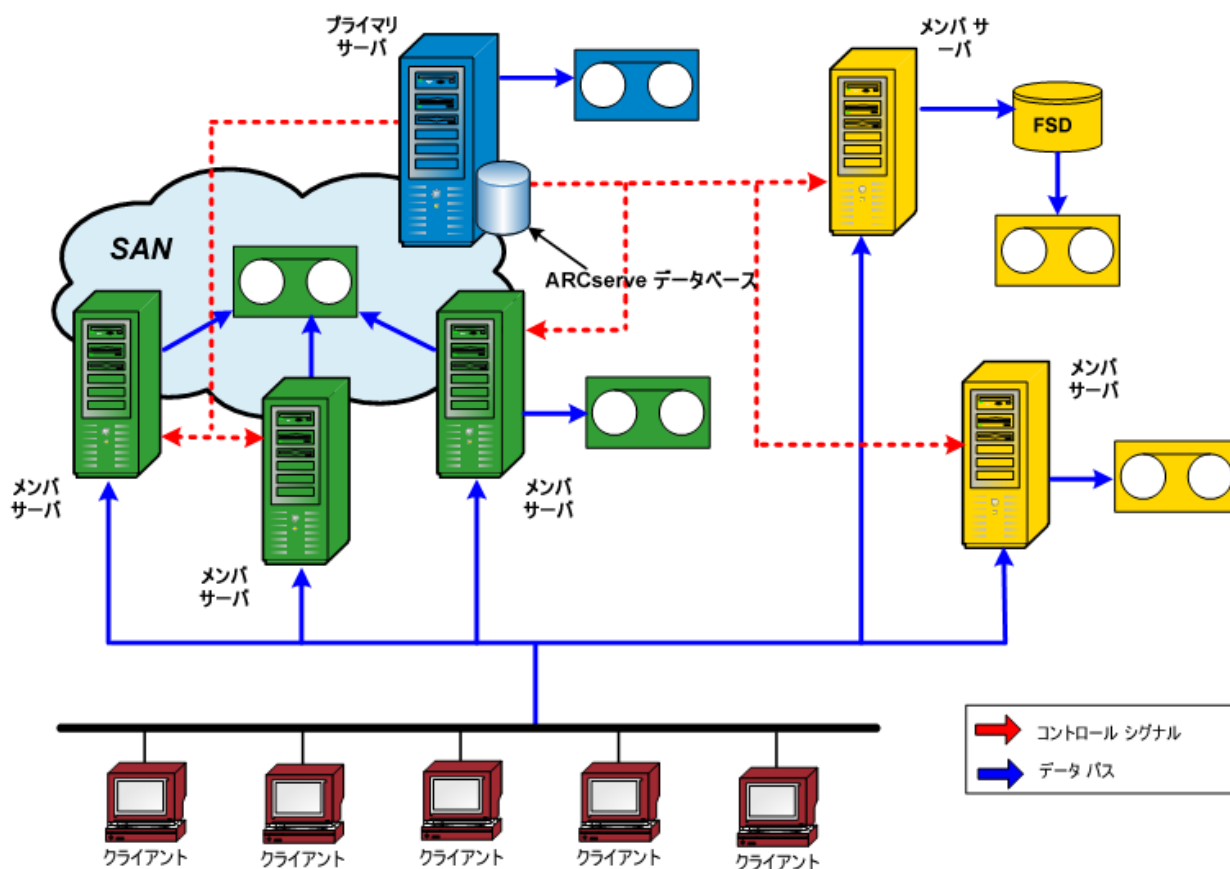 プライマリ
サーバ
メンバ サ
ーバ
FSD
SAN
ARCserve データベース
メンバ
サーバ
メンバ
サーバ
メンバ
サーバ
メンバ
サーバ
コントロール シグナル
データ パス
クライアント
クライアント
クライアント
クライアント
クライアント